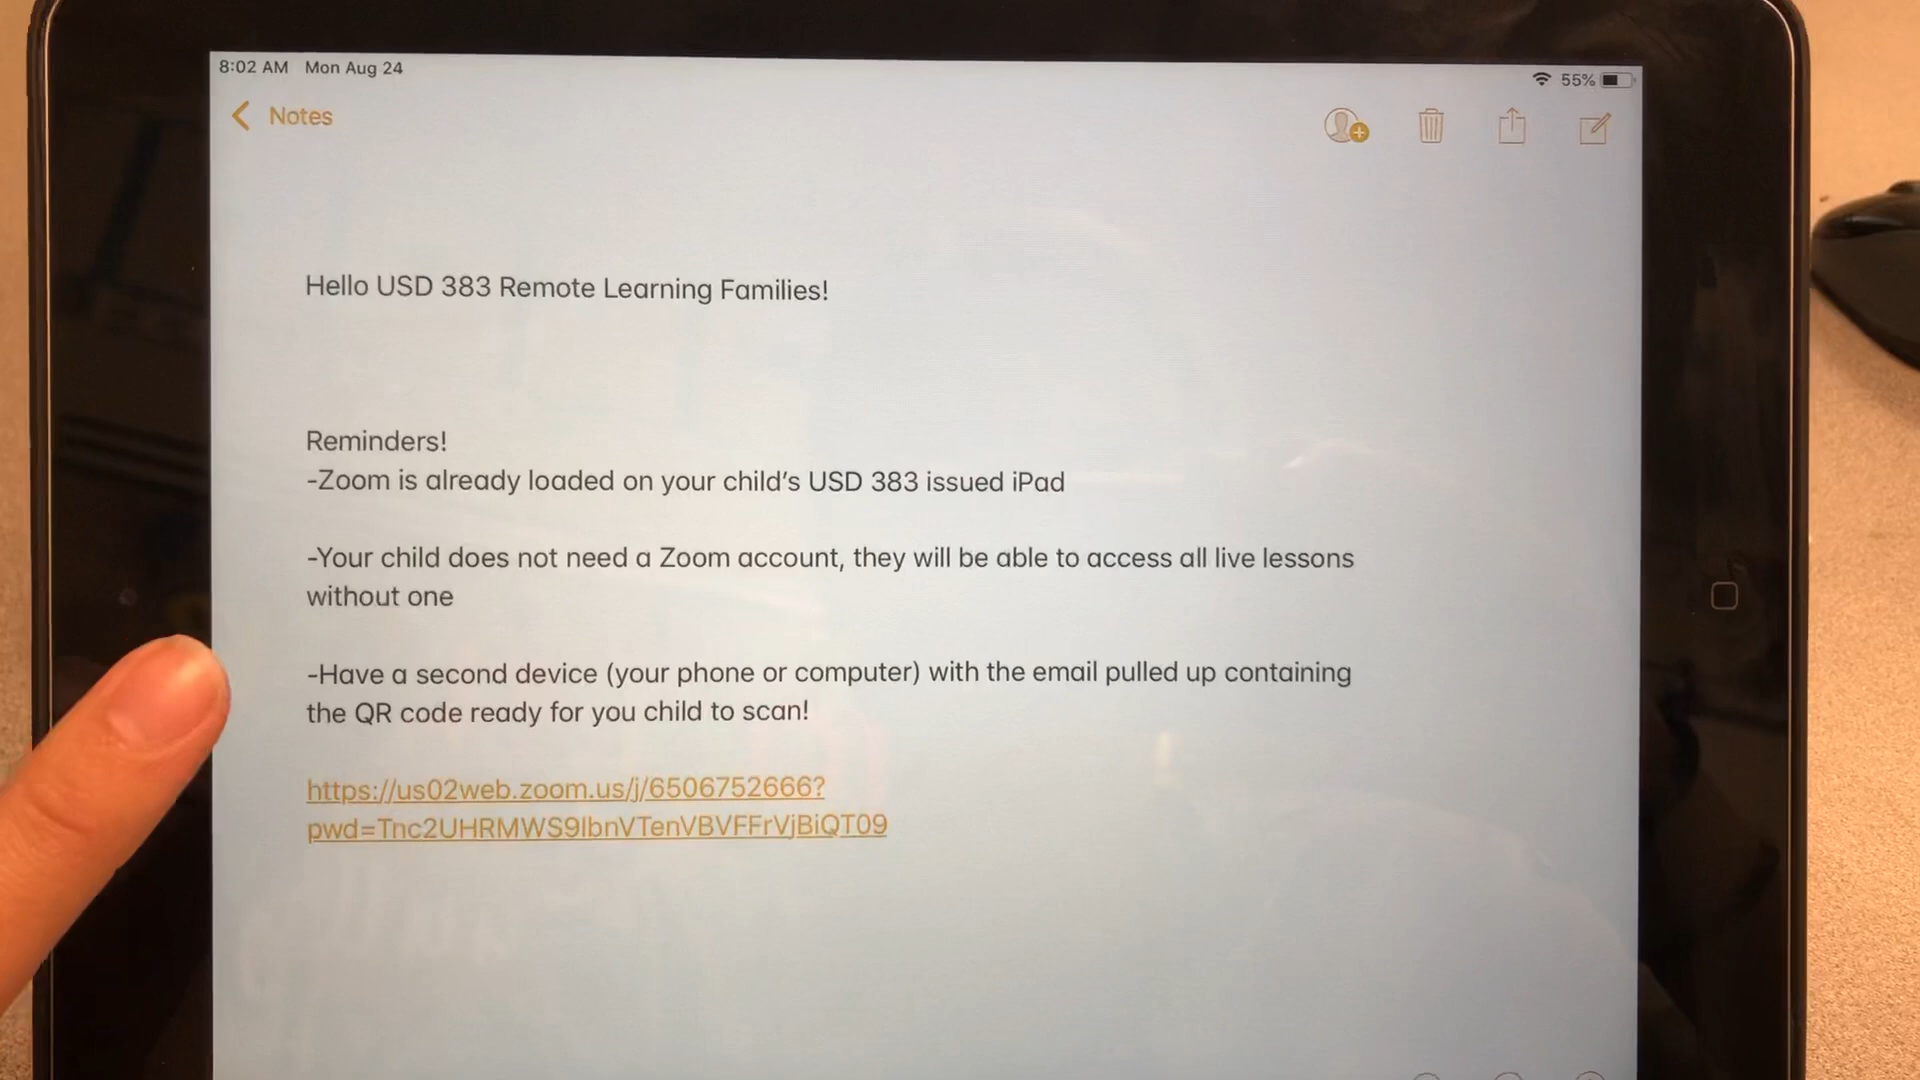 8:02 AM Mon Aug 24
55%
Notes
Hello USD 383 Remote Learning Families!
Reminders!
-Zoom is already loaded on your child's USD 383 issued iPad
-Your child does not need a Zoom account, they will be able to access all live lessons
without one
-Have a second device (your phone or computer) with the email pulled up containing
the QR code ready for you child to scan!
https://us02web.zoom.us/j/6506752666?
pwd=Tnc2UHRMWS9lbnVTenVBVFFrVjBiQT09